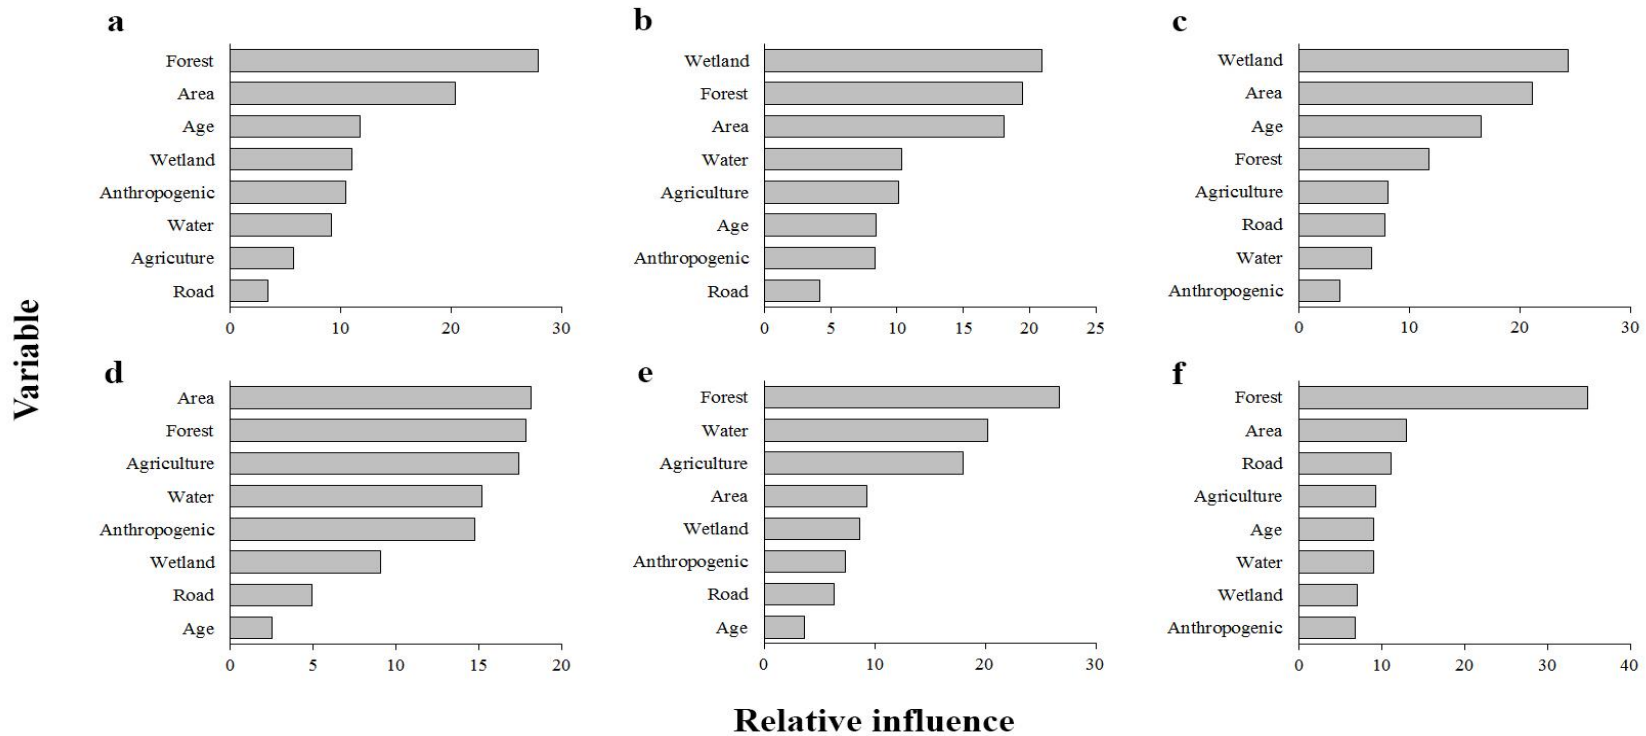 a
Forest
Area
Age
Wetland
Anthropogenic
Water
Agricuture
Road
0 10 20 30
b
Wetland
Forest
Area
Water
Agriculture
Age
Anthropogenic
Road
0 5 10 15 20 25
c
Wetland
Area
Age
Forest
Agriculture
Road
Water
Anthropogenic
0 10 20 30
Variable
d
Area
Forest
Agriculture
Water
Anthropogenic
Wetland
Road
Age
0 5 10 15 20
e
Forest
Water
Agriculture
Area
Wetland
Anthropogenic
Road
Age
0 10 20 30
f
Forest
Area
Road
Agriculture
Age
Water
Wetland
Anthropogenic
0 10 20 30 40
Relative influence